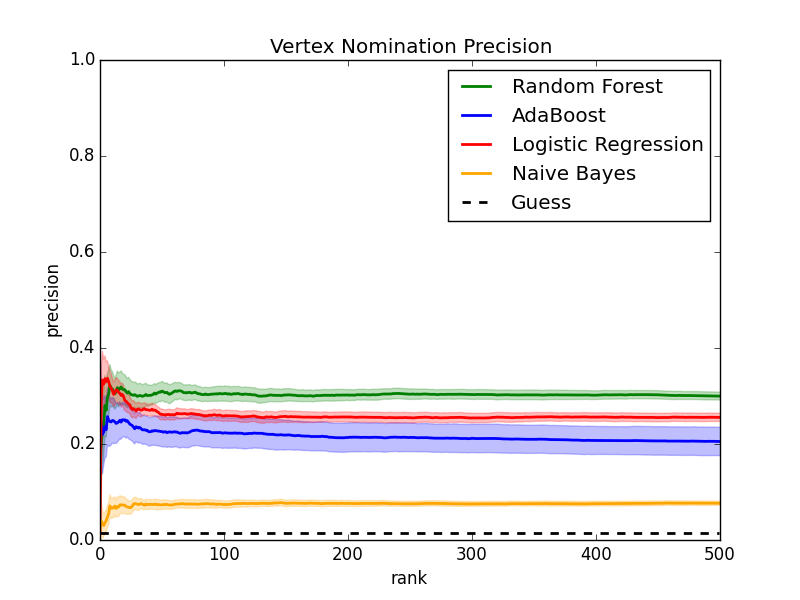 Vertex Nomination Precision
1.0
0.8
0.6
0.4
0.2
0.0
precision
Random Forest
AdaBoost
Logistic Regression
Naive Bayes
Guess
0 100 200 300 400 500
rank